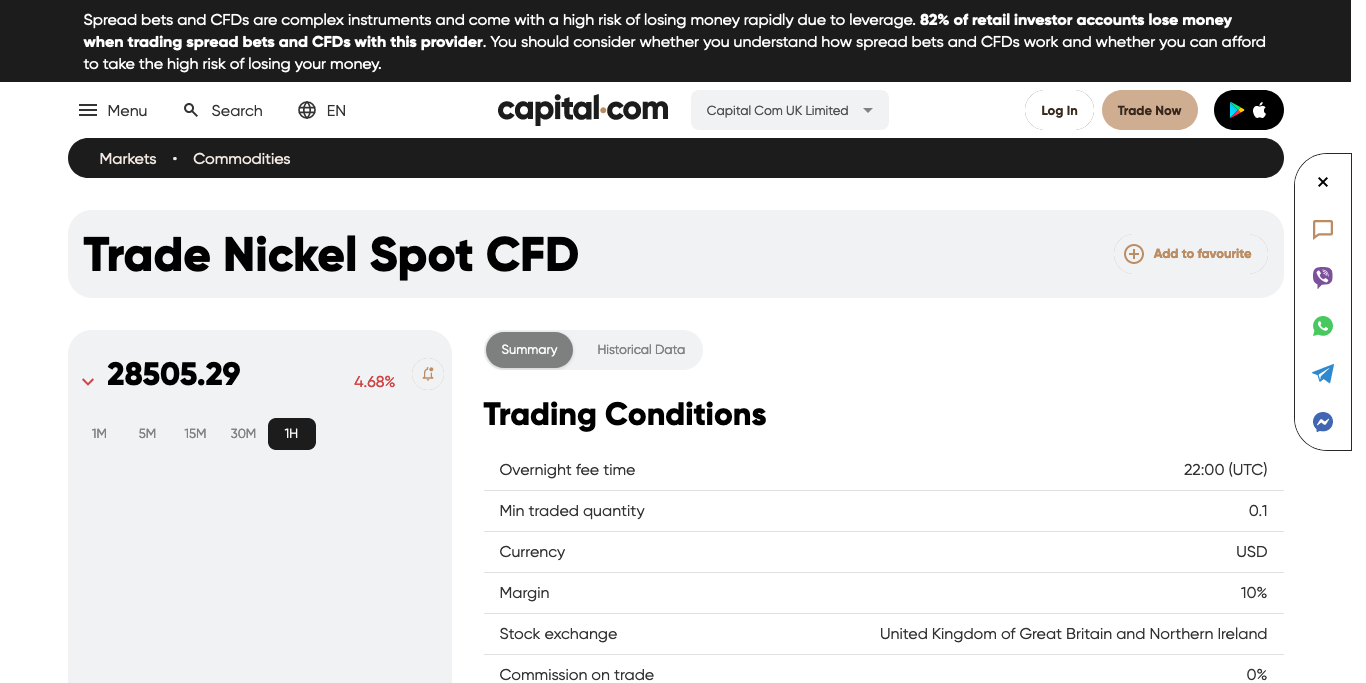 Spread bets and CFDs are complex instruments and come with a high risk of losing money rapidly due to leverage. 82% of retail investor accounts lose money
when trading spread bets and CFDs with this provider. You should consider whether you understand how spread bets and CFDs work and whether you can afford
to take the high risk of losing your money.
Menu Search EN capital.com Capital Com UK Limited Log In Trade Now
Markets • Commodities
Trade Nickel Spot CFD
Add to favourite
28505.29 4.68%
1M 5M 15M 30M 1H
Summary Historical Data
Trading Conditions
Overnight fee time 22:00 (UTC)
Min traded quantity 0.1
Currency USD
Margin 10%
Stock exchange United Kingdom of Great Britain and Northern Ireland
Commission on trade 0%